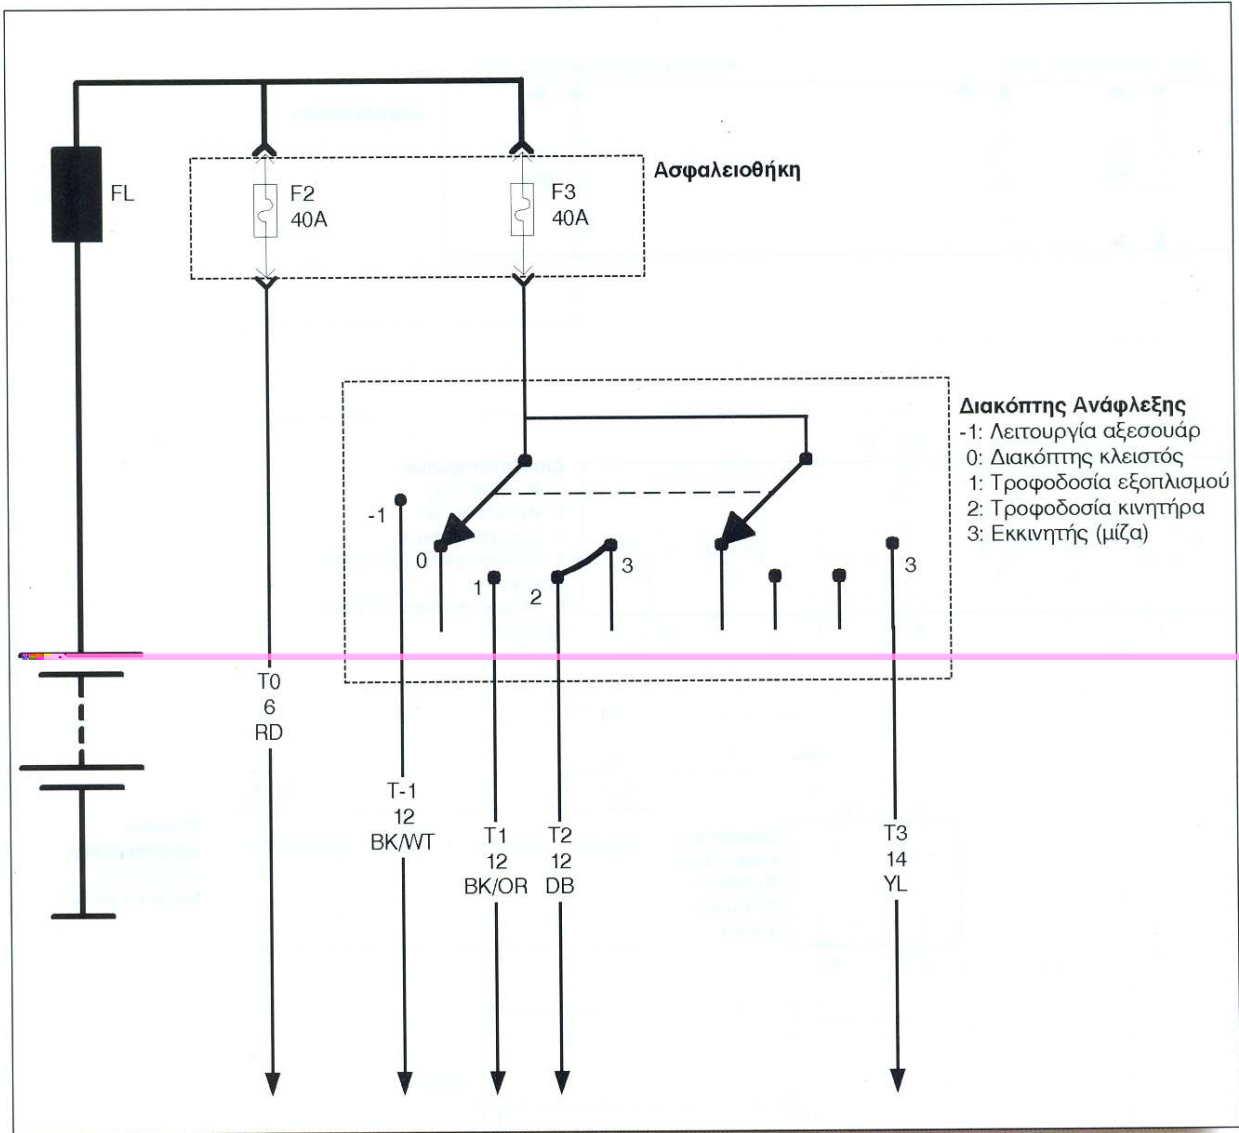 FL
F2
40A
F3
40A
Ασφαλειοθήκη
Διακόπτης Ανάφλεξης
-1: Λειτουργία αξεσουάρ
0: Διακόπτης κλειστός
1: Τροφοδοσία εξοπλισμού
2: Τροφοδοσία κινητήρα
3: Εκκινητής (μίζα)
-1
0
1
2
3
3
T0
6
RD
T-1
12
BK/WT
T1
12
BK/OR
T2
12
DB
T3
14
YL